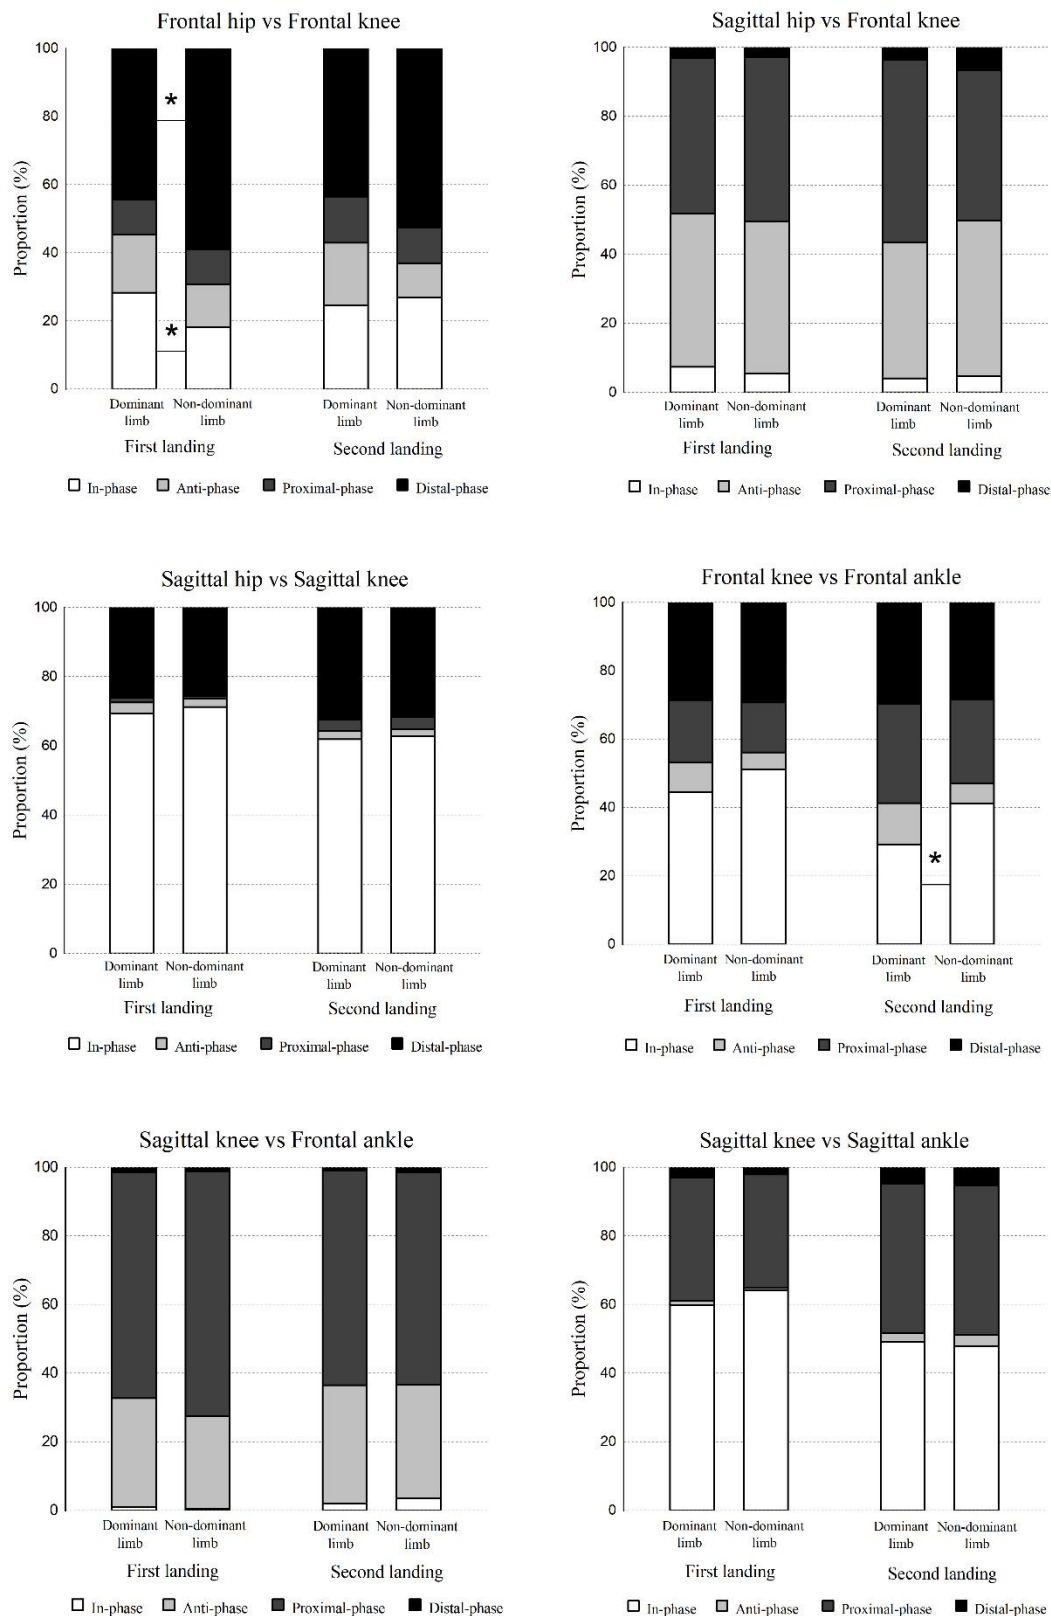 Frontal hip vs Frontal knee
Proportion (%)
100
80
60
40
20
0
*
*
Dominant limb
Non-dominant limb
Dominant limb
Non-dominant limb
First landing
Second landing
In-phase Anti-phase Proximal-phase Distal-phase
Sagittal hip vs Frontal knee
Proportion (%)
100
80
60
40
20
0
Dominant limb
Non-dominant limb
Dominant limb
Non-dominant limb
First landing
Second landing
In-phase Anti-phase Proximal-phase Distal-phase
Sagittal hip vs Sagittal knee
Proportion (%)
100
80
60
40
20
0
Dominant limb
Non-dominant limb
Dominant limb
Non-dominant limb
First landing
Second landing
In-phase Anti-phase Proximal-phase Distal-phase
Frontal knee vs Frontal ankle
Proportion (%)
100
80
60
40
20
0
*
Dominant limb
Non-dominant limb
Dominant limb
Non-dominant limb
First landing
Second landing
In-phase Anti-phase Proximal-phase Distal-phase
Sagittal knee vs Frontal ankle
Proportion (%)
100
80
60
40
20
0
Dominant limb
Non-dominant limb
Dominant limb
Non-dominant limb
First landing
Second landing
In-phase Anti-phase Proximal-phase Distal-phase
Sagittal knee vs Sagittal ankle
Proportion (%)
100
80
60
40
20
0
Dominant limb
Non-dominant limb
Dominant limb
Non-dominant limb
First landing
Second landing
In-phase Anti-phase Proximal-phase Distal-phase